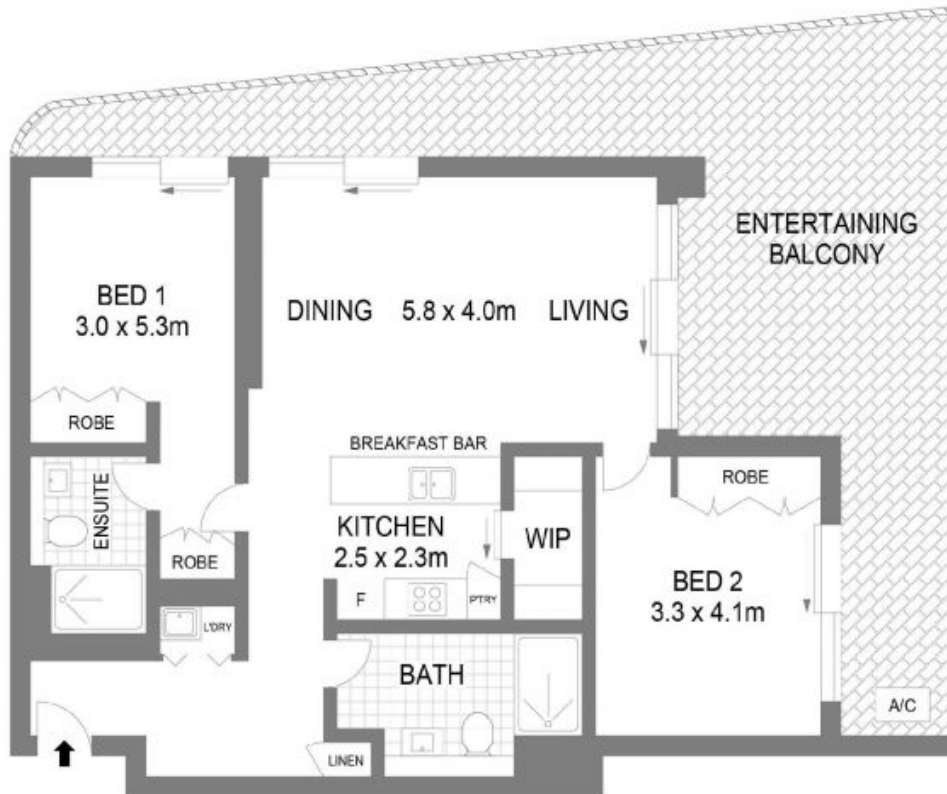 ENTERTAINING
BALCONY
BED 1
3.0 x 5.3m
DINING 5.8 x 4.0m LIVING
ROBE
BREAKFAST BAR
ROBE
ENSUITE
KITCHEN
2.5 x 2.3m
WIP
ROBE
BED 2
3.3 x 4.1m
F
P'TRY
L'DRY
BATH
A/C
LINEN